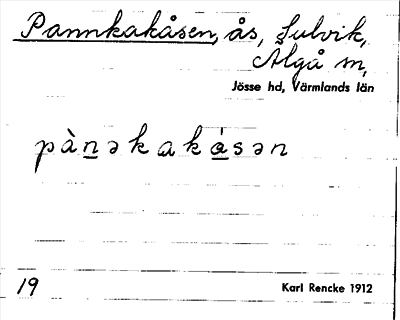 Pannkakåsen, ås, Sulvik,
Älgå sn,
Jösse hd, Värmlands län
pànəkakåsən
19
Karl Rencke 1912